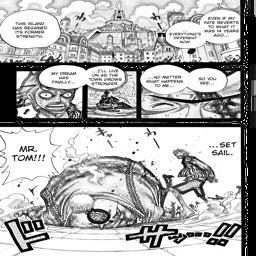 EVEN IF MY
FATE REVERTS
TO WHAT IT
WAS 14 YEARS
AGO...
...EVERYTHING'S
DIFFERENT
NOW.
THIS ISLAND
HAS REGAINED
ITS FORMER
STRENGTH.
SO YOU
SEE...
...NO MATTER
WHAT HAPPENS
TO ME...
...I'LL LIVE
ON AS THE
TOWN GROWS
STRONGER.
MY DREAM
HAS
FINALLY...
...SET
SAIL.
MR.
TOM!!!